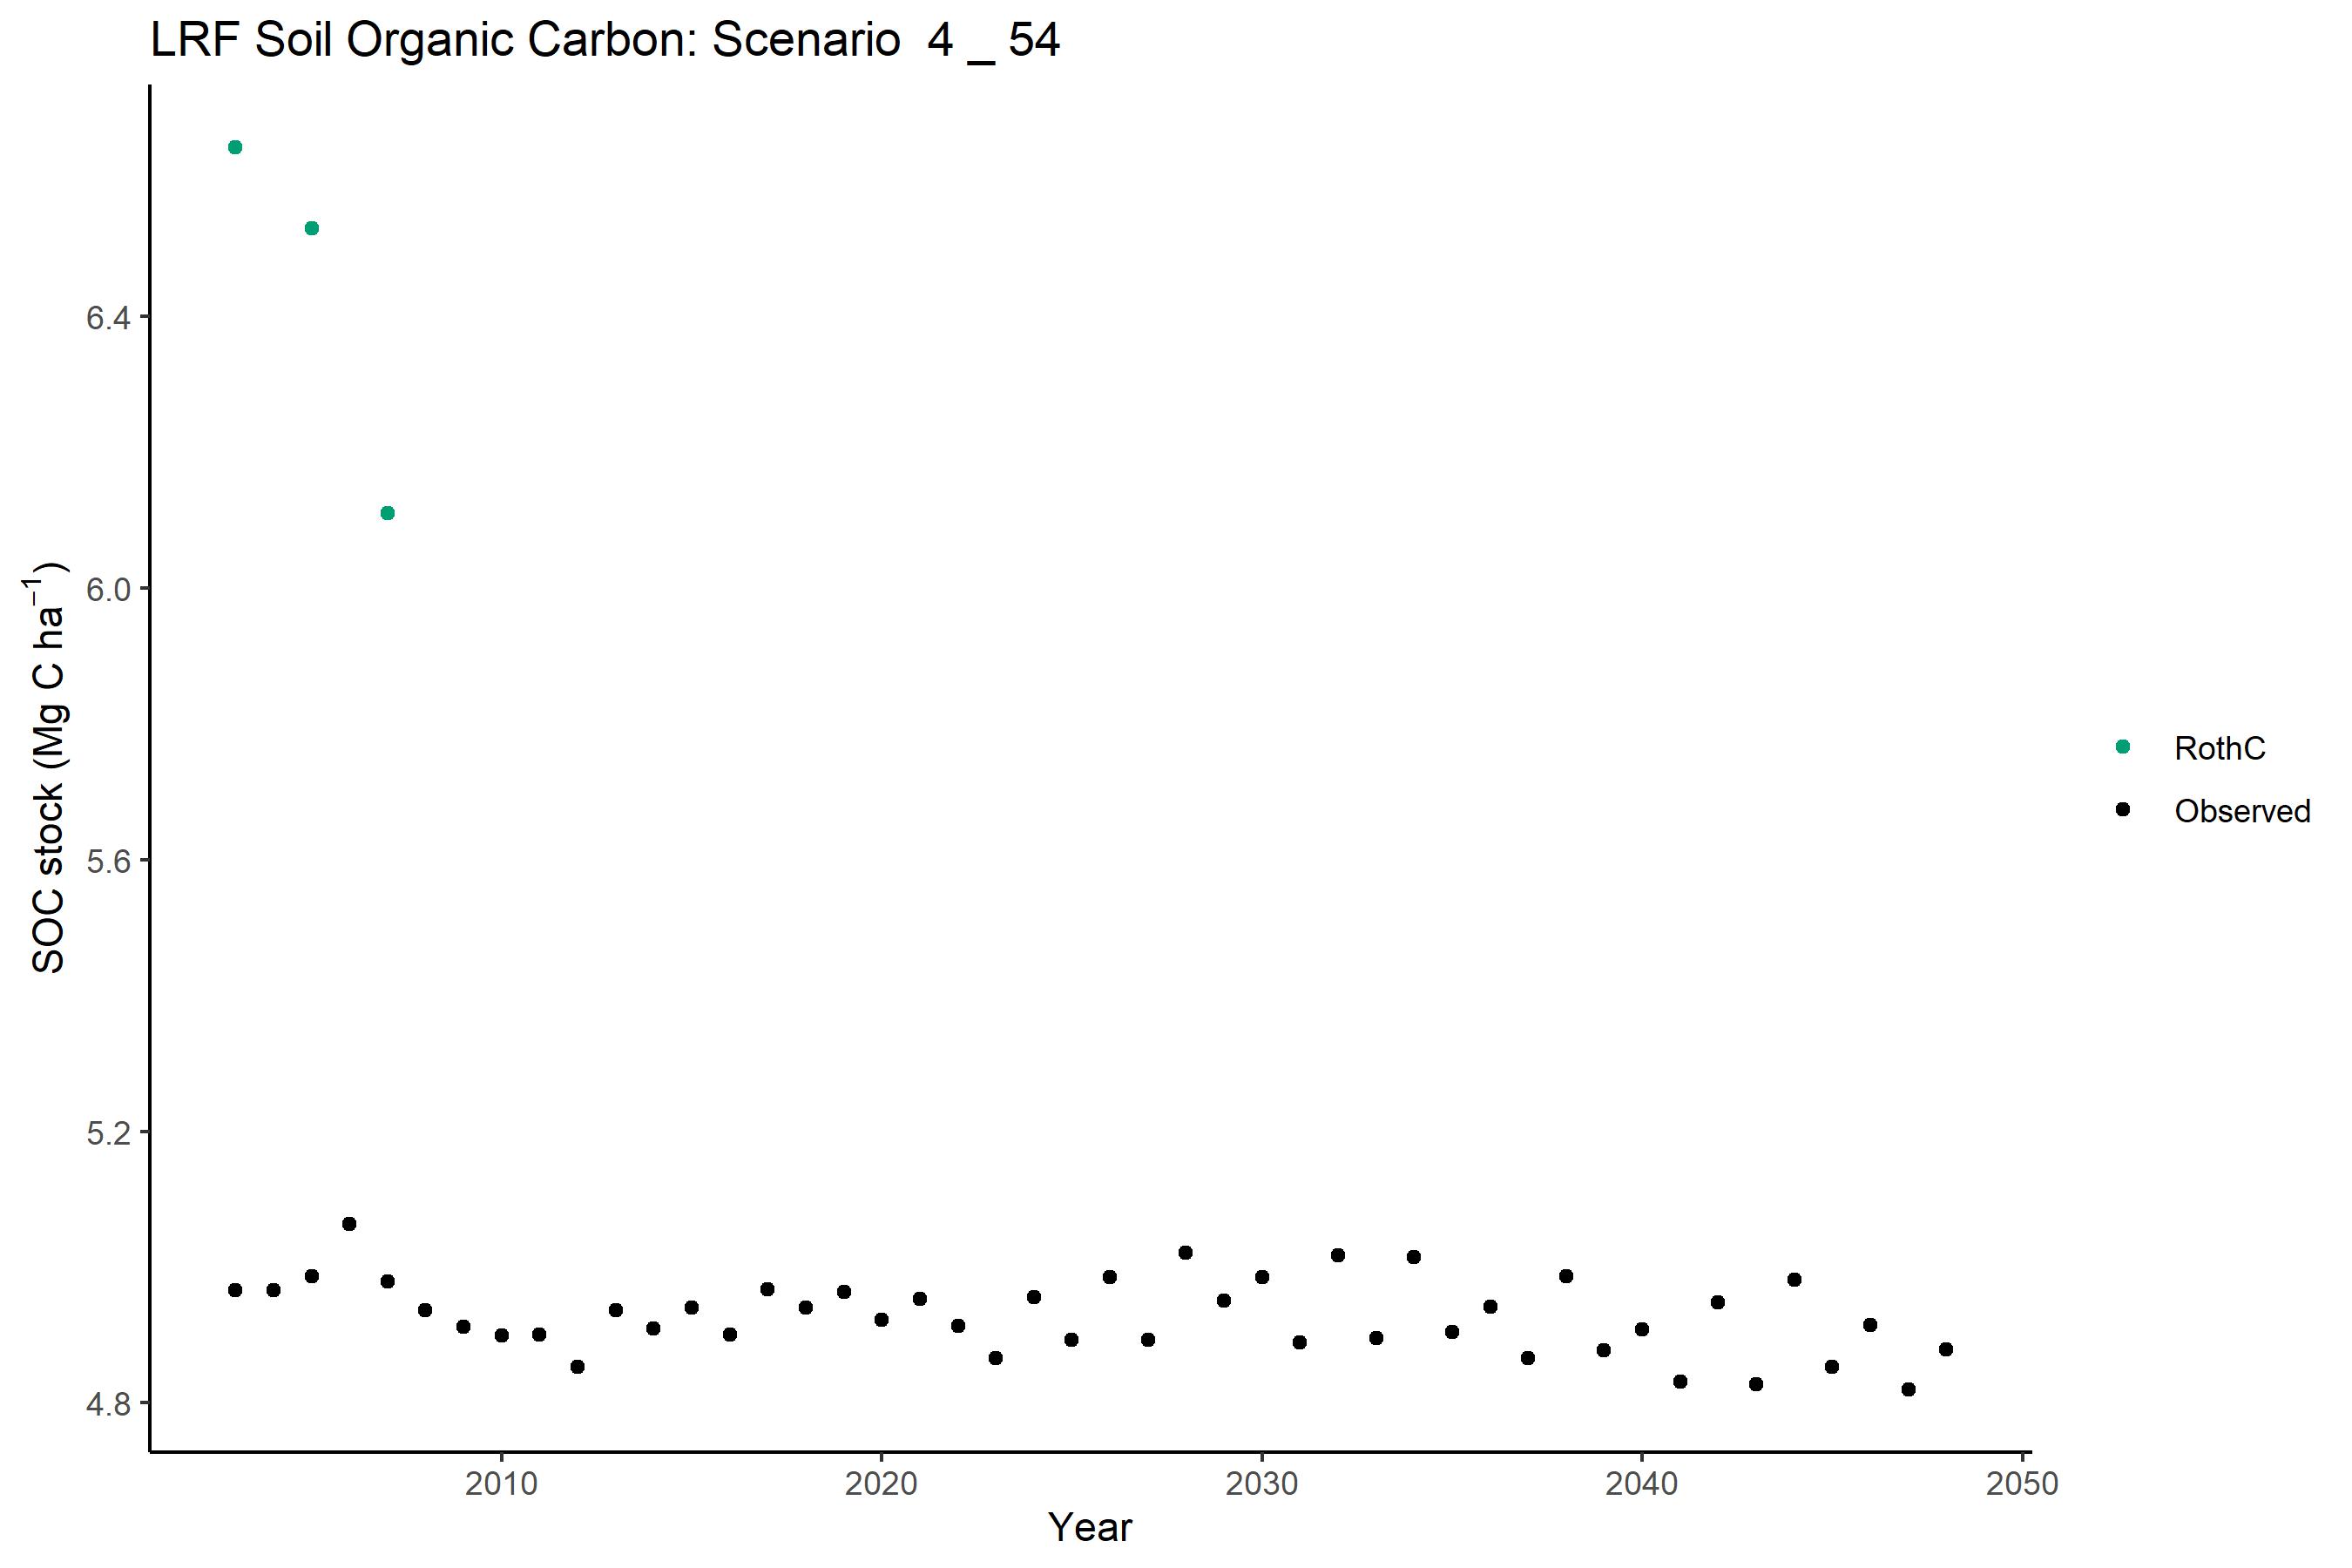 LRF Soil Organic Carbon: Scenario  4 _ 54
SOC stock (Mg C ha⁻¹)
6.4
6.0
5.6
5.2
4.8
RothC
Observed
2010 2020 2030 2040 2050
Year